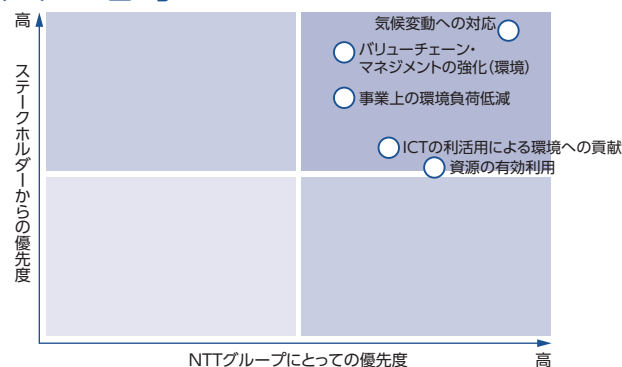 高
気候変動への対応
バリューチェーン・
マネジメントの強化(環境)
事業上の環境負荷低減
ICTの利活用による環境への貢献
資源の有効利用
ステークホルダーからの優先度
NTTグループにとっての優先度
高